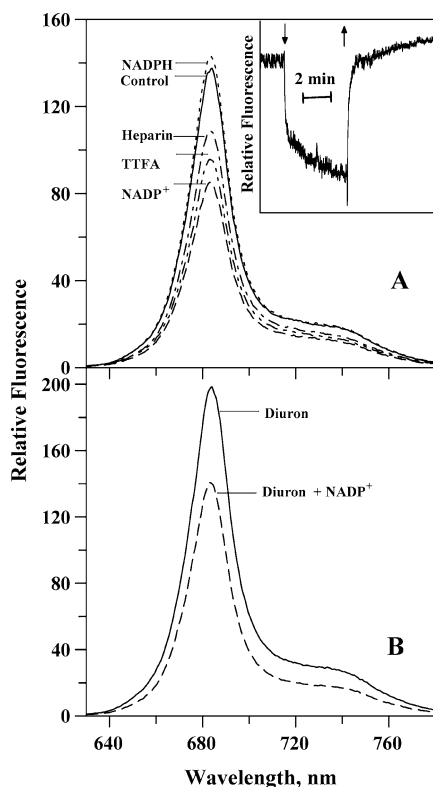 A
160
120
80
40
0
NADPH
Control
Heparin
TTFA
NADP+
Relative Fluorescence
2 min
A
Relative Fluorescence
200
160
120
80
40
0
Diuron
Diuron + NADP+
B
640
680
720
760
Wavelength, nm